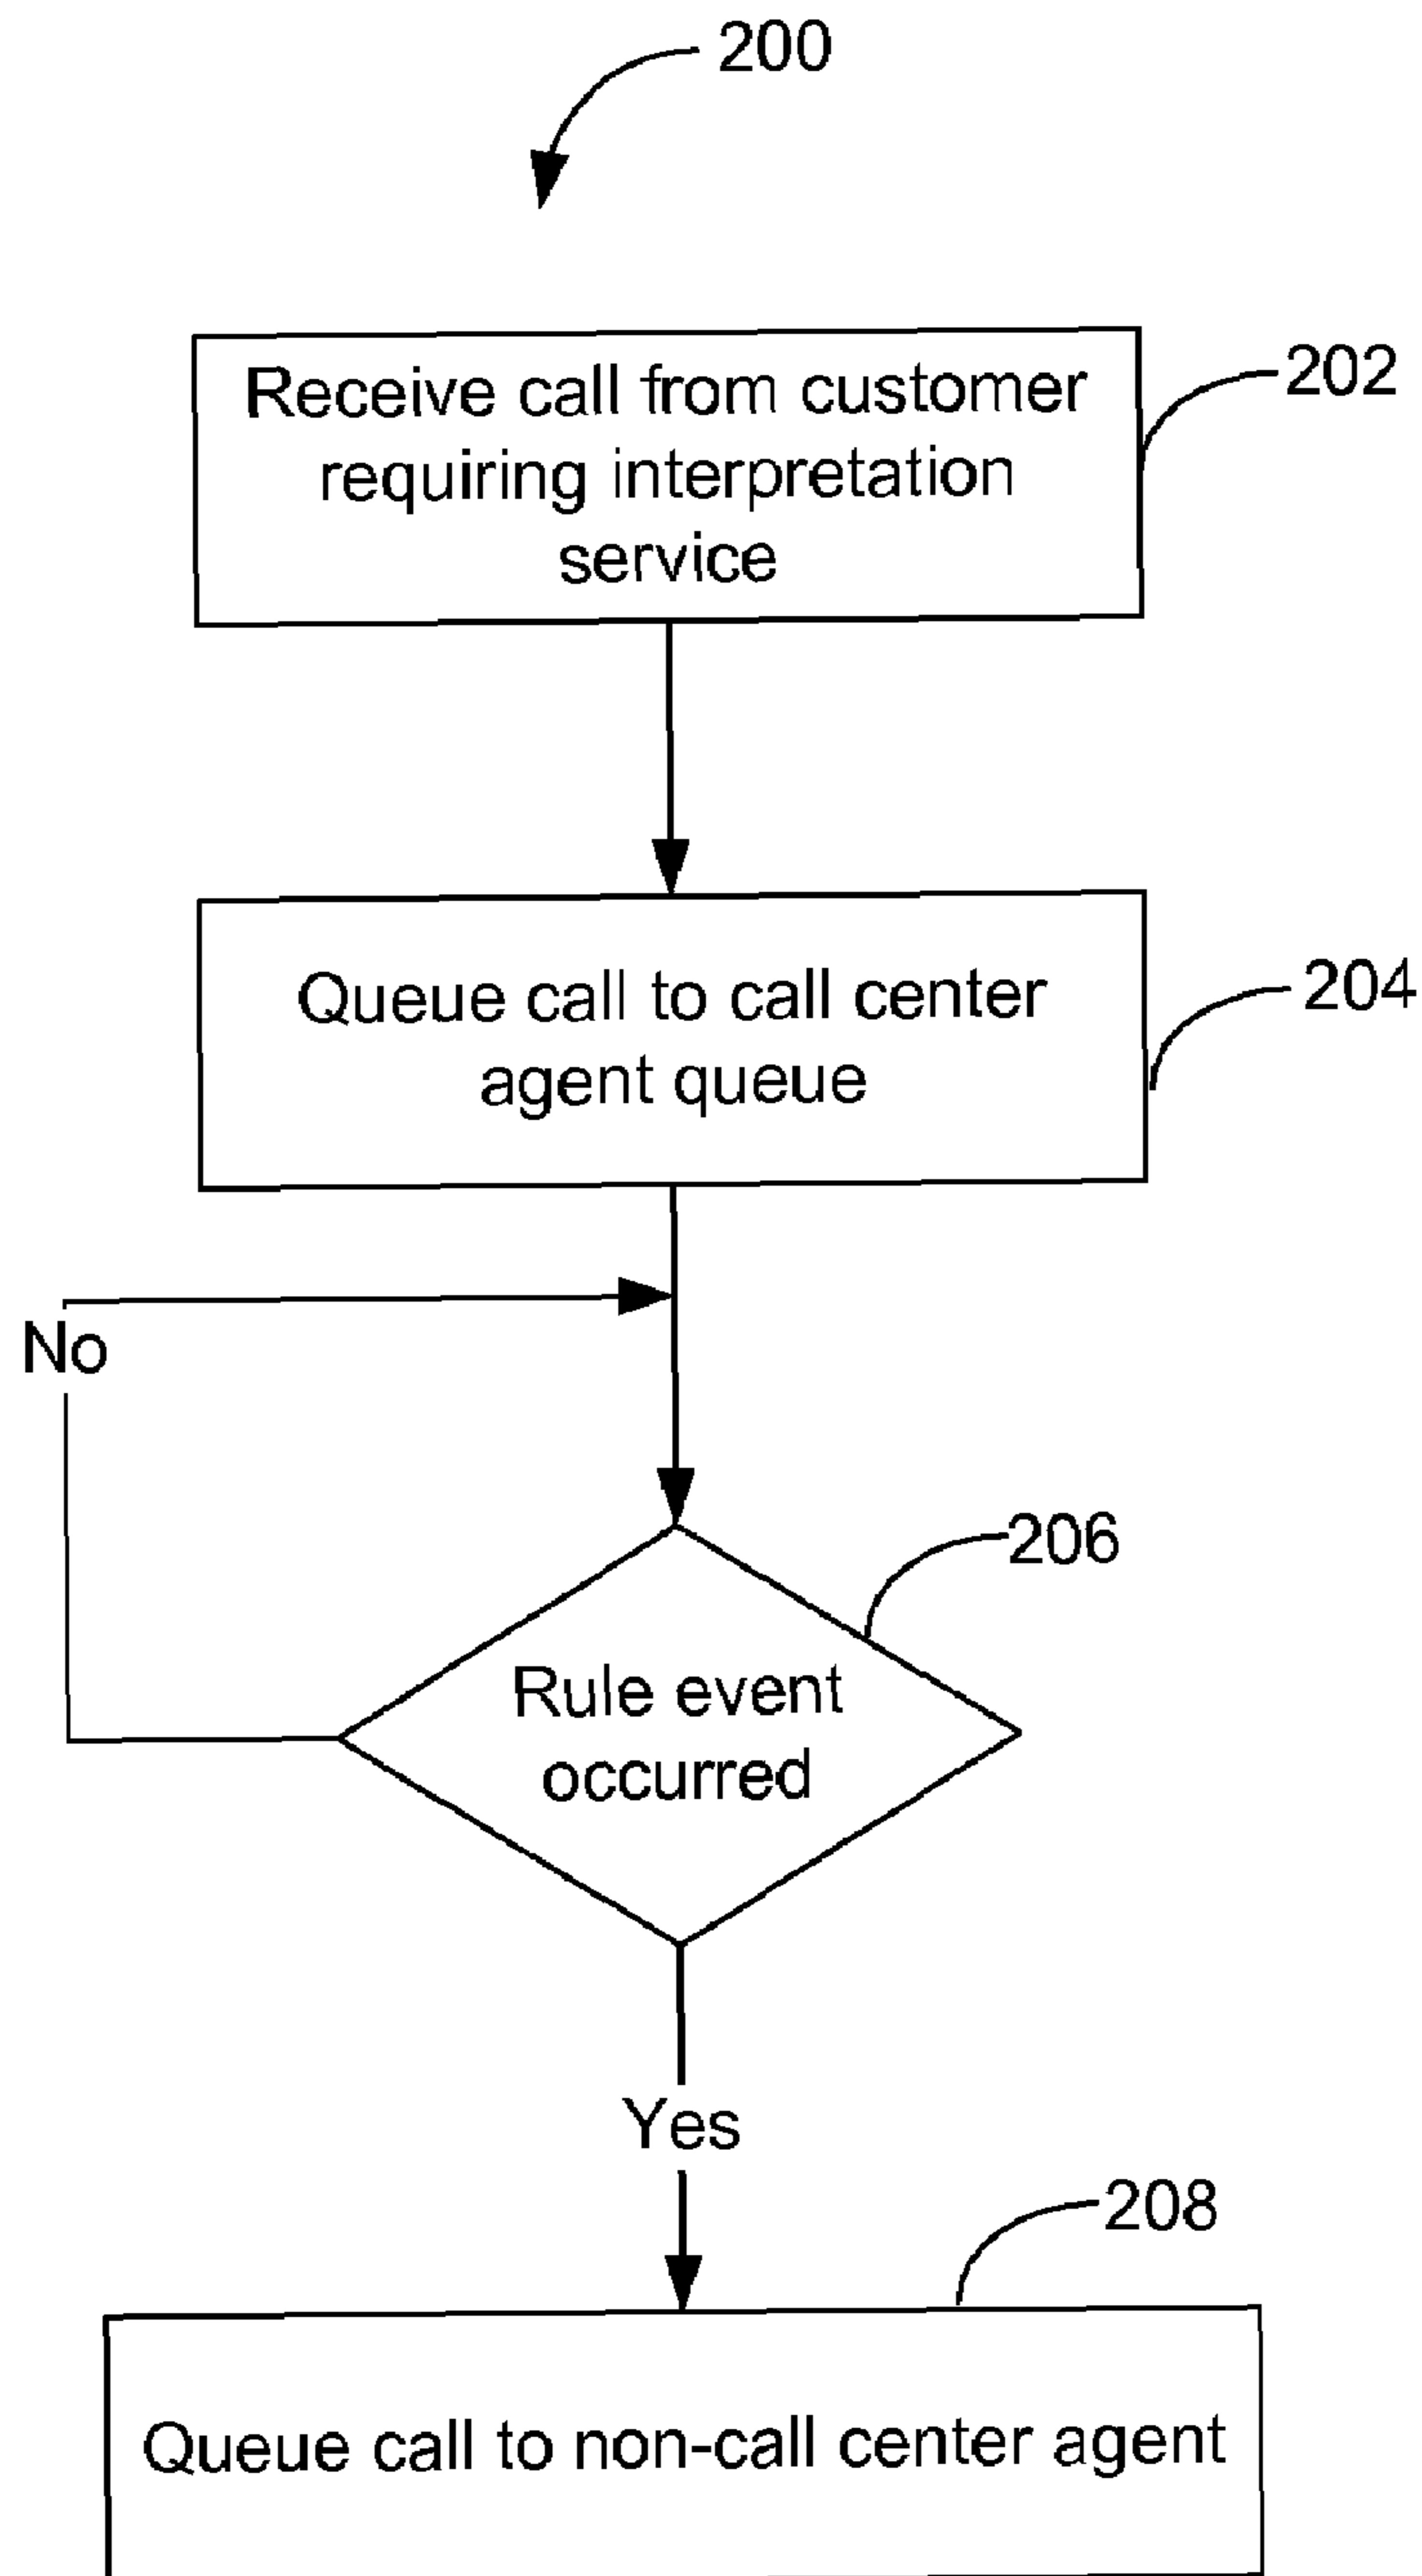 200
Receive call from customer
requiring interpretation
service
202
Queue call to call center
agent queue
204
No
206
Rule event
occurred
Yes
208
Queue call to non-call center agent